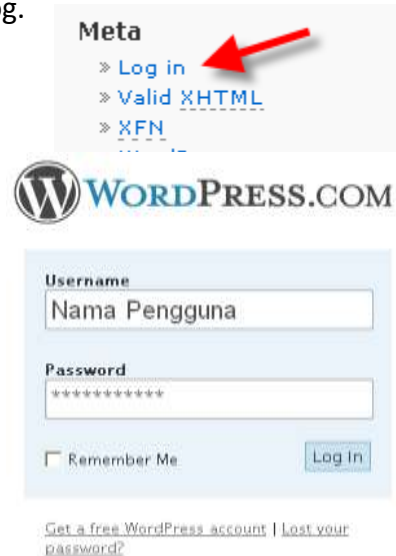 og.
Meta
» Log in
» Valid XHTML
» XFN
WORDPRESS.COM
Username
Nama Pengguna
Password
***********
Remember Me
Log In
Get a free WordPress account | Lost your
password?